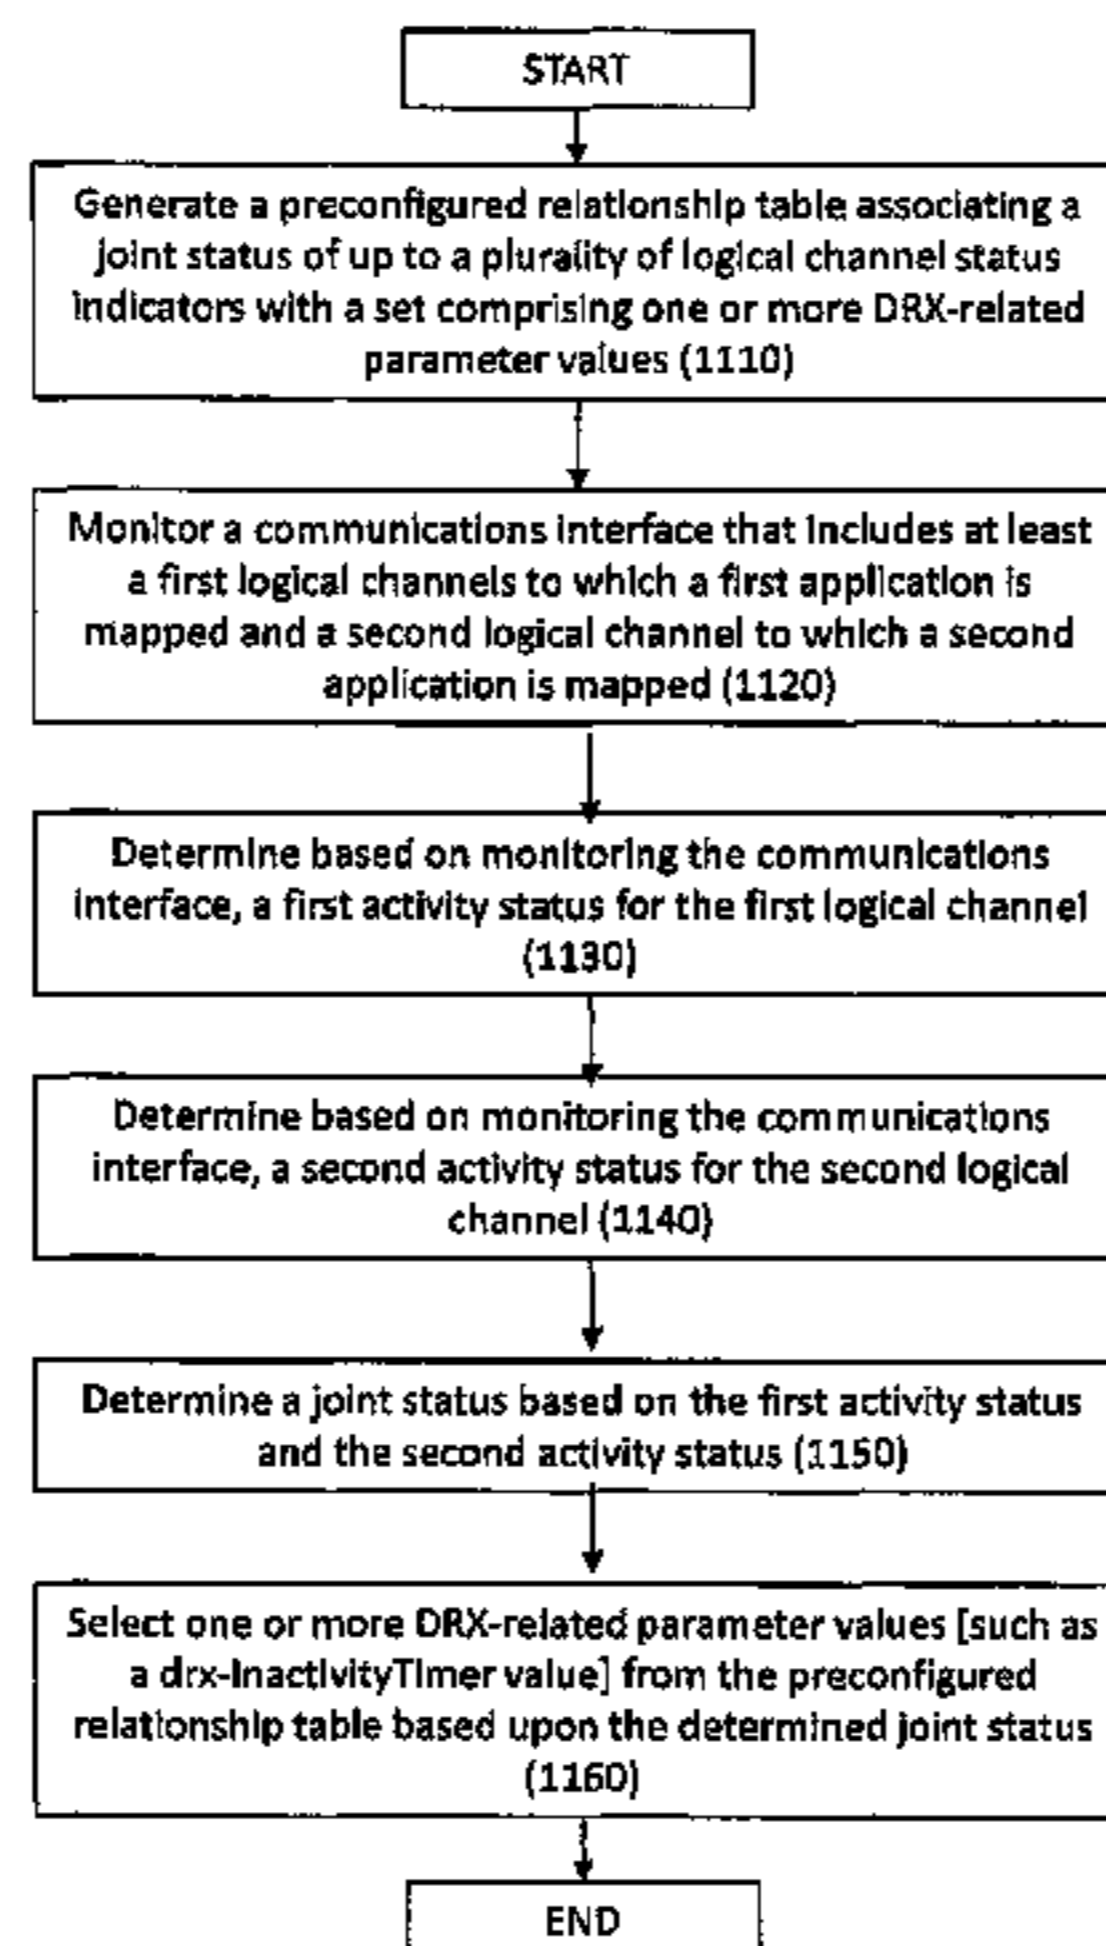 START
Generate a preconfigured relationship table associating a
joint status of up to a plurality of logical channel status
indicators with a set comprising one or more DRX-related
parameter values (1110)
Monitor a communications interface that includes at least
a first logical channels to which a first application is
mapped and a second logical channel to which a second
application is mapped (1120)
Determine based on monitoring the communications
interface, a first activity status for the first logical channel
(1130)
Determine based on monitoring the communications
interface, a second activity status for the second logical
channel (1140)
Determine a joint status based on the first activity status
and the second activity status (1150)
Select one or more DRX-related parameter values [such as
a drx-InactivityTimer value] from the preconfigured
relationship table based upon the determined joint status
(1160)
END